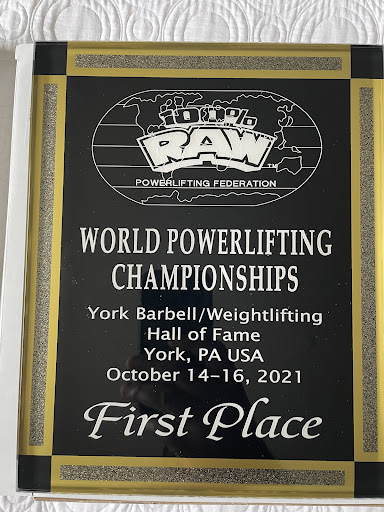 100%
RAW
TM
POWERLIFTING FEDERATION
WORLD POWERLIFTING
CHAMPIONSHIPS
York Barbell/Weightlifting
Hall of Fame
York, PA USA
October 14-16, 2021
First Place